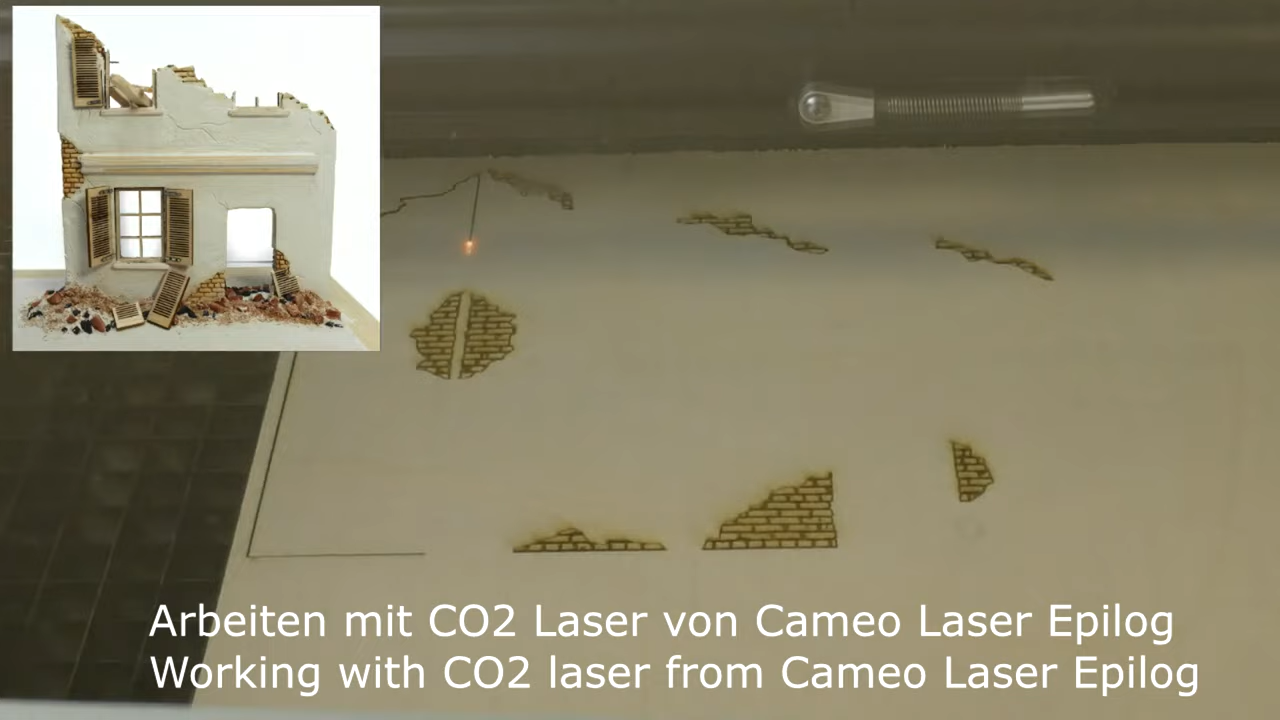 Arbeiten mit CO2 Laser von Cameo Laser Epilog
Working with CO2 laser from Cameo Laser Epilog